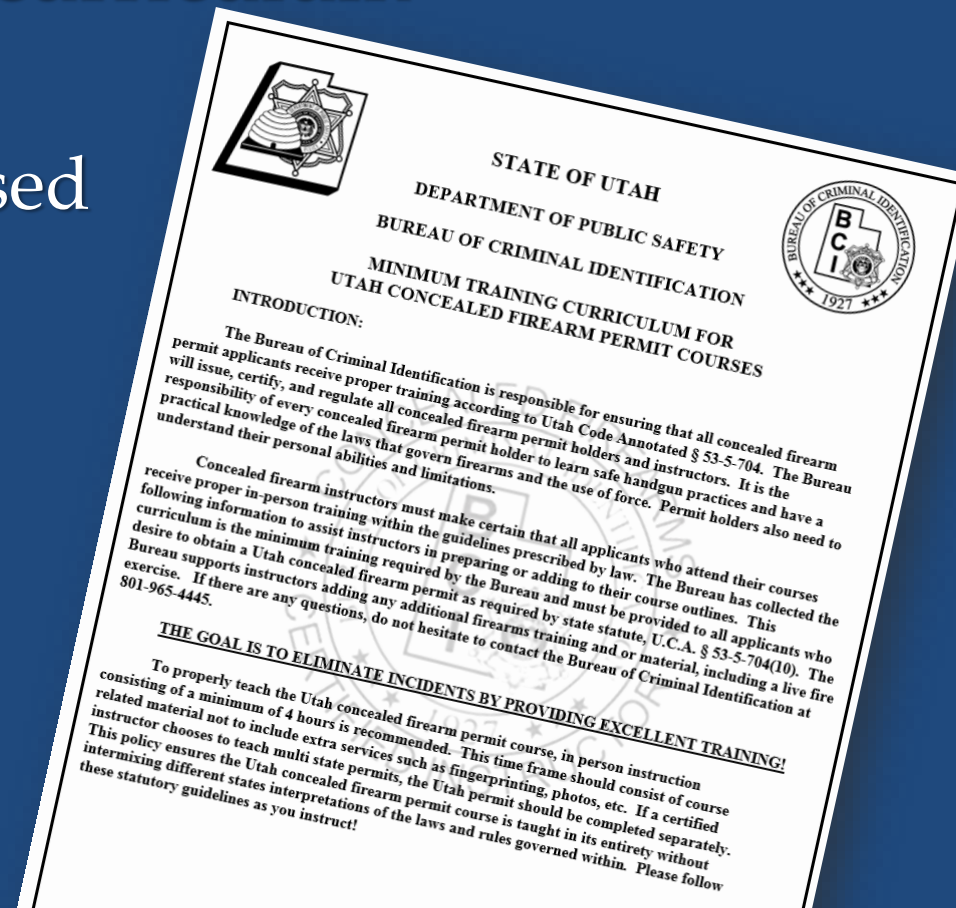 sed
STATE OF UTAH
DEPARTMENT OF PUBLIC SAFETY
BUREAU OF CRIMINAL IDENTIFICATION
MINIMUM TRAINING CURRICULUM FOR
UTAH CONCEALED FIREARM PERMIT COURSES
BUREAU OF CRIMINAL IDENTIFICATION
B
C
I
1927
INTRODUCTION:
The Bureau of Criminal Identification is responsible for ensuring that all concealed firearm
permit applicants receive proper training according to Utah Code Annotated § 53-5-704. The Bureau
will issue, certify, and regulate all concealed firearm permit holders and instructors. It is the
responsibility of every concealed firearm permit holder to learn safe handgun practices and have a
practical knowledge of the laws that govern firearms and the use of force. Permit holders also need to
understand their personal abilities and limitations.
Concealed firearm instructors must make certain that all applicants who attend their courses
receive proper in-person training within the guidelines prescribed by law. The Bureau has collected the
following information to assist instructors in preparing or adding to their course outlines. This
curriculum is the minimum training required by the Bureau and must be provided to all applicants who
desire to obtain a Utah concealed firearm permit as required by state statute, U.C.A. § 53-5-704(10). The
Bureau supports instructors adding any additional firearms training and or material, including a live fire
exercise. If there are any questions, do not hesitate to contact the Bureau of Criminal Identification at
801-965-4445.
THE GOAL IS TO ELIMINATE INCIDENTS BY PROVIDING EXCELLENT TRAINING!
To properly teach the Utah concealed firearm permit course, in person instruction
consisting of a minimum of 4 hours is recommended. This time frame should consist of course
related material not to include extra services such as fingerprinting, photos, etc. If a certified
instructor chooses to teach multi state permits, the Utah permit should be completed separately.
This policy ensures the Utah concealed firearm permit course is taught in its entirety without
intermixing different states interpretations of the laws and rules governed within. Please follow
these statutory guidelines as you instruct!